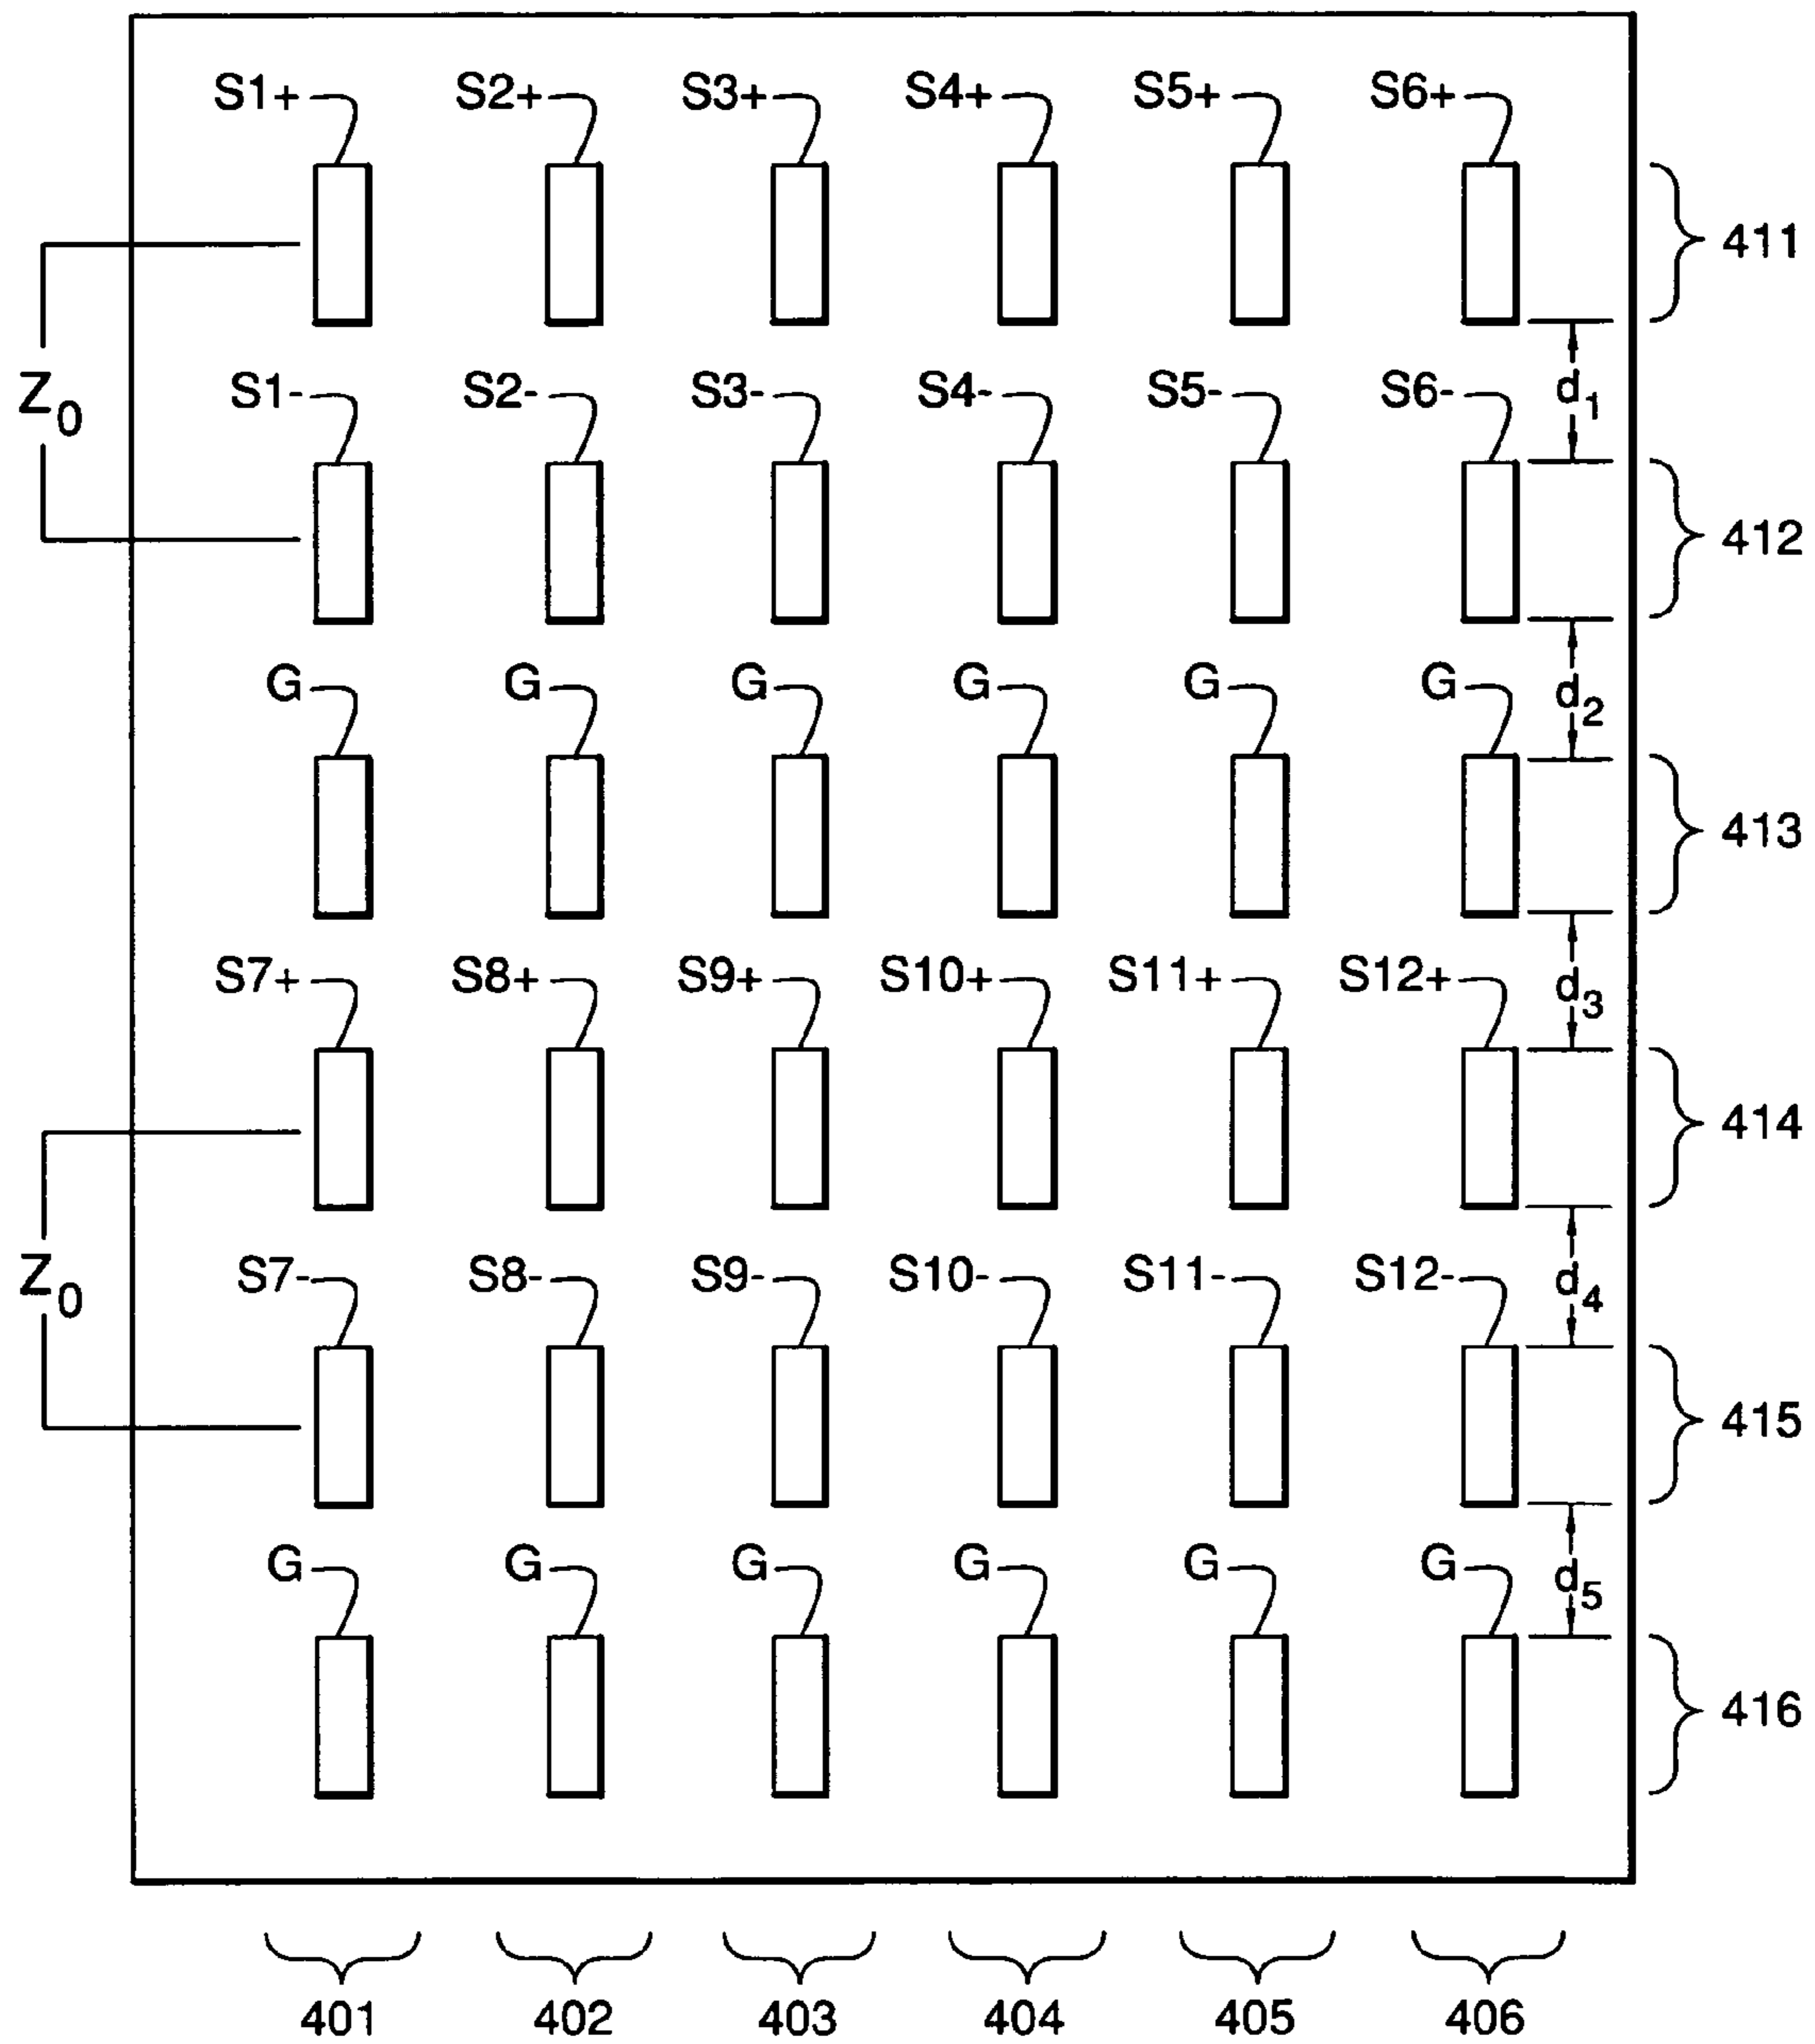 S1+ S2+ S3+ S4+ S5+ S6+
411
Z0
S1- S2- S3- S4- S5- S6- d1
412
G G G G G G d2
413
S7+ S8+ S9+ S10+ S11+ S12+ d3
414
Z0
S7- S8- S9- S10- S11- S12- d4
415
G G G G G G d5
416
401 402 403 404 405 406